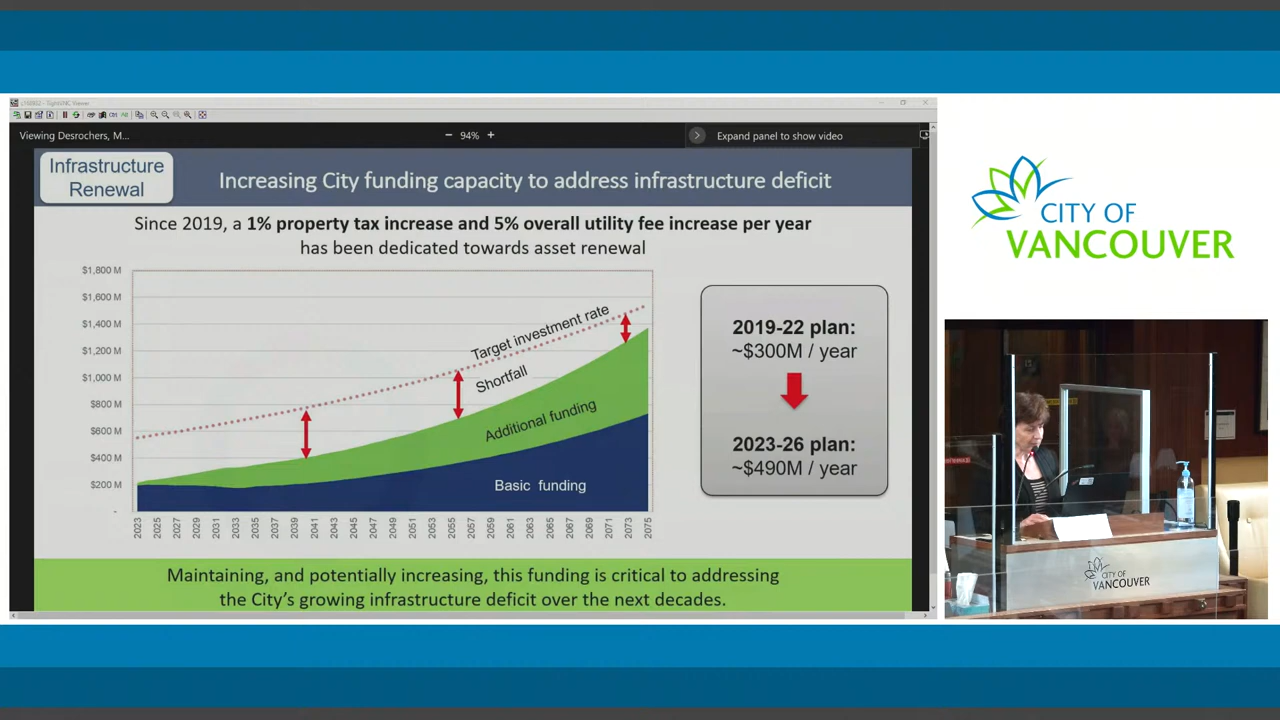 Viewing Desrochers, M...
94%
Expand panel to show video
Infrastructure
Renewal
Increasing City funding capacity to address infrastructure deficit
Since 2019, a 1% property tax increase and 5% overall utility fee increase per year
has been dedicated towards asset renewal
$1,800 M
$1,600 M
$1,400 M
$1,200 M
$1,000 M
$800 M
$600 M
$400 M
$200 M
-
Target investment rate
Shortfall
Additional funding
Basic funding
2023
2025
2027
2029
2031
2033
2035
2037
2039
2041
2043
2045
2047
2049
2051
2053
2055
2057
2059
2061
2063
2065
2067
2069
2071
2073
2075
2019-22 plan:
~$300M / year
2023-26 plan:
~$490M / year
Maintaining, and potentially increasing, this funding is critical to addressing
the City's growing infrastructure deficit over the next decades.
CITY OF
VANCOUVER
CITY OF
VANCOUVER